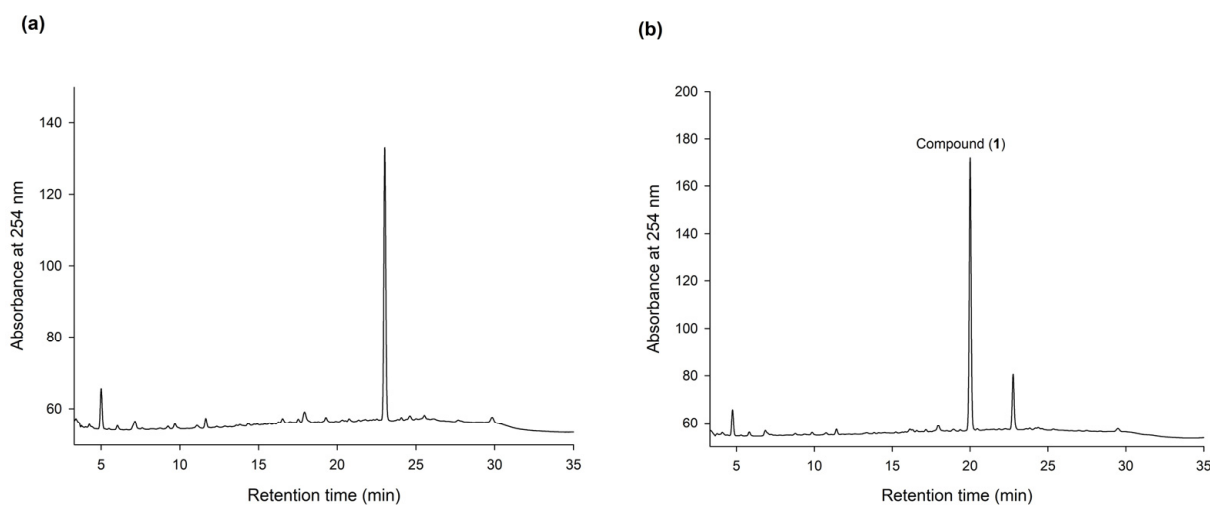 (a)
140
120
100
80
60
Absorbance at 254 nm
5 10 15 20 25 30 35
Retention time (min)
(b)
200
180
160
140
120
100
80
60
Absorbance at 254 nm
Compound (1)
5 10 15 20 25 30 35
Retention time (min)